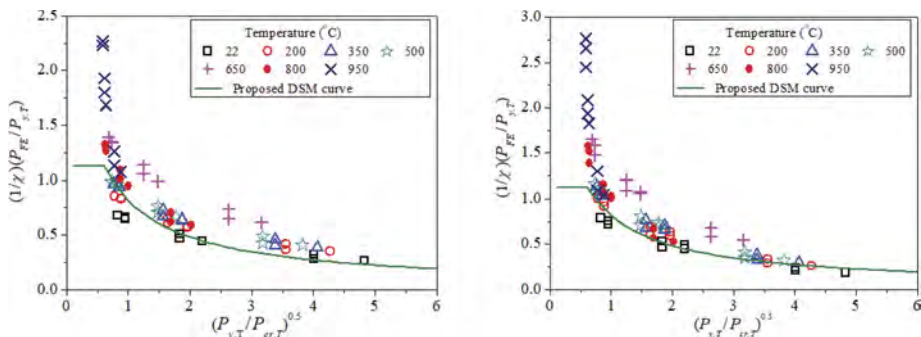 2.5
2.0
1.5
1.0
0.5
0.0
(1/χ)(P_FE/P_y,T)
Temperature (°C)
22 200 350 500
650 800 950
Proposed DSM curve
0 1 2 3 4 5 6
(P_y,T/P_cr,T)^0.5
3.0
2.5
2.0
1.5
1.0
0.5
0.0
(1/χ)(P_FE/P_y,T)
Temperature (°C)
22 200 350 500
650 800 950
Proposed DSM curve
0 1 2 3 4 5 6
(P_y,T/P_cr,T)^0.5